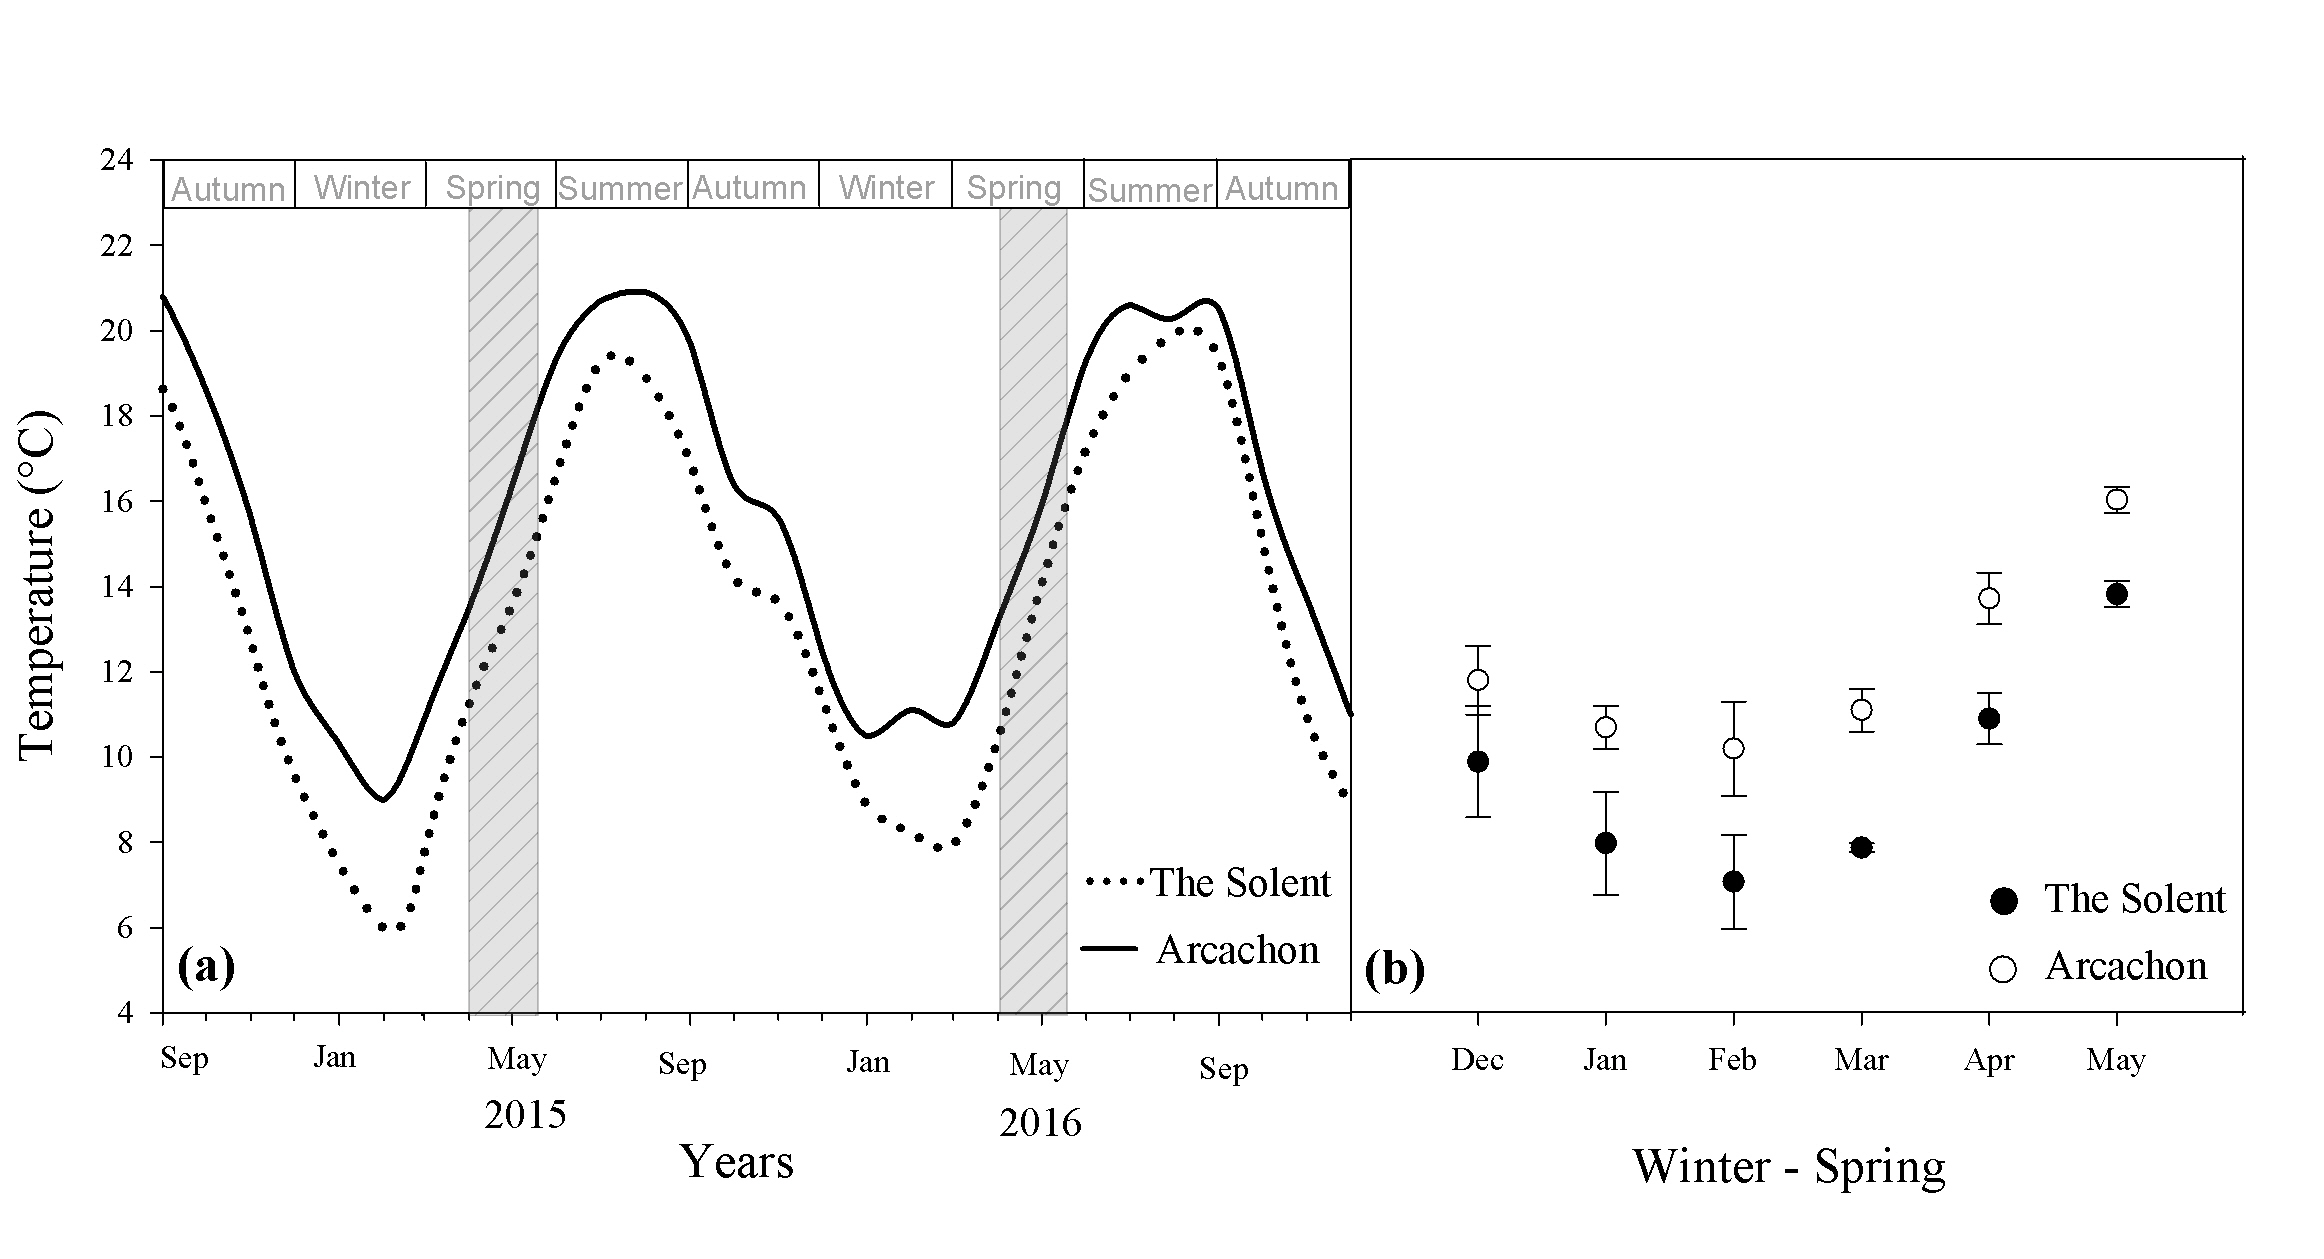 24
22
20
18
16
14
12
10
8
6
4
Temperature (°C)
Autumn Winter Spring Summer Autumn Winter Spring Summer Autumn
The Solent
Arcachon
(a)
Sep Jan May Sep Jan May Sep
2015 2016
Years
(b)
The Solent
Arcachon
Dec Jan Feb Mar Apr May
Winter - Spring